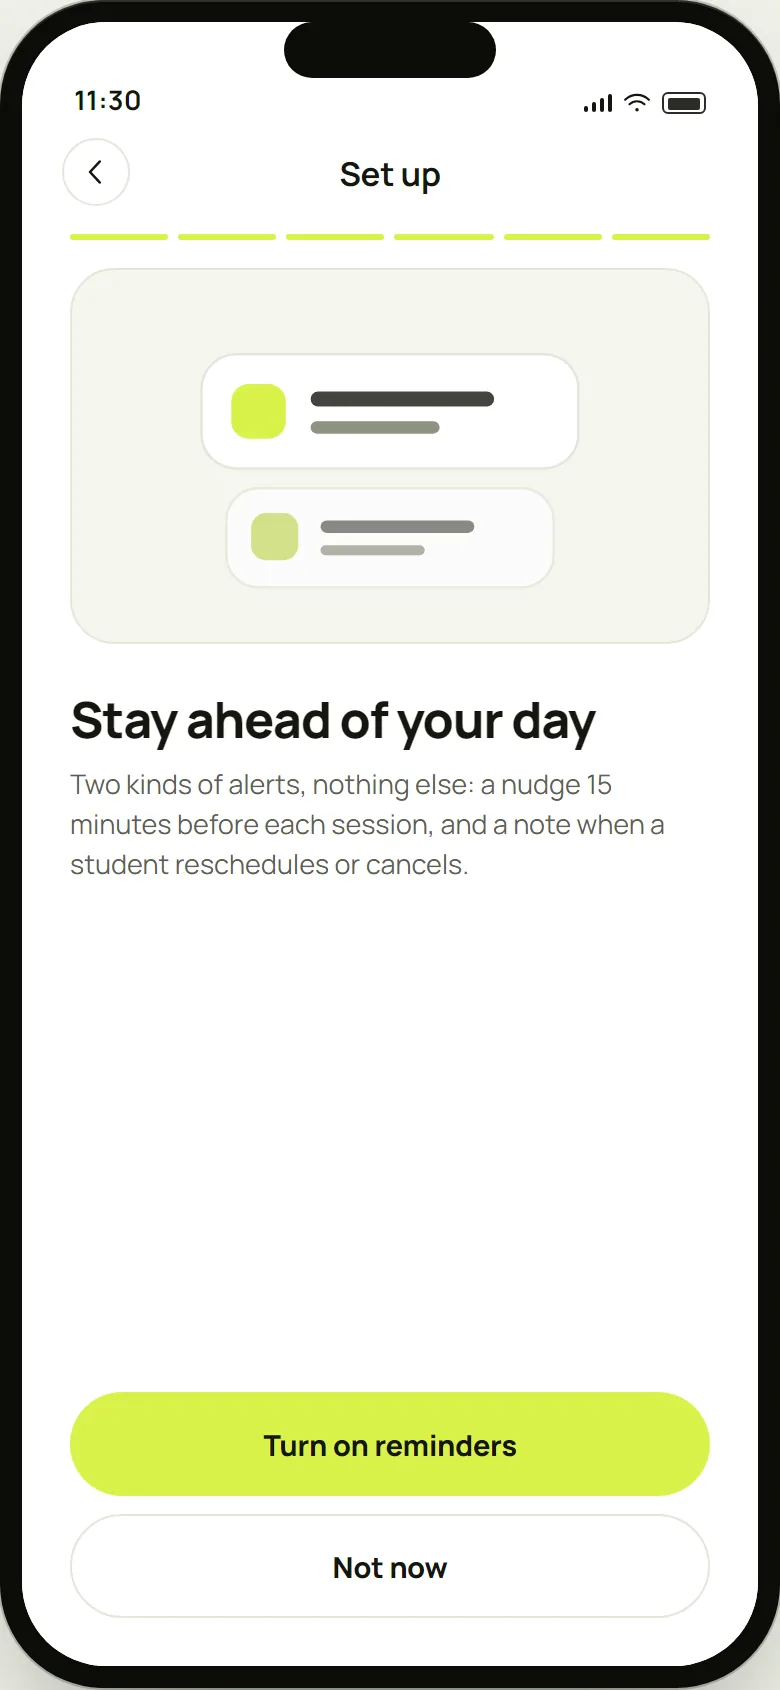 11:30
Set up
Stay ahead of your day
Two kinds of alerts, nothing else: a nudge 15
minutes before each session, and a note when a
student reschedules or cancels.
Turn on reminders
Not now